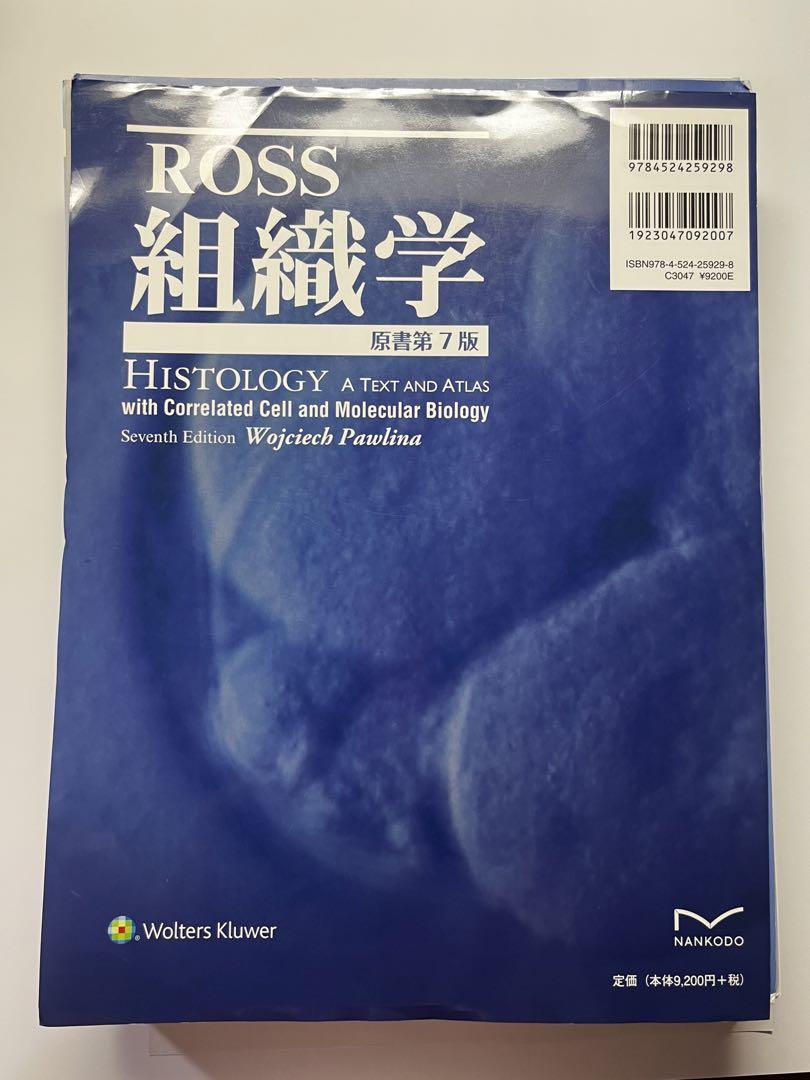 ROSS
組織学
原書第7版
HISTOLOGY A TEXT AND ATLAS
with Correlated Cell and Molecular Biology
Seventh Edition Wojciech Pawlina
9784524259298
1923047092007
ISBN978-4-524-25929-8
C3047 ¥9200E
Wolters Kluwer
NANKODO
定価（本体9,200円＋税）